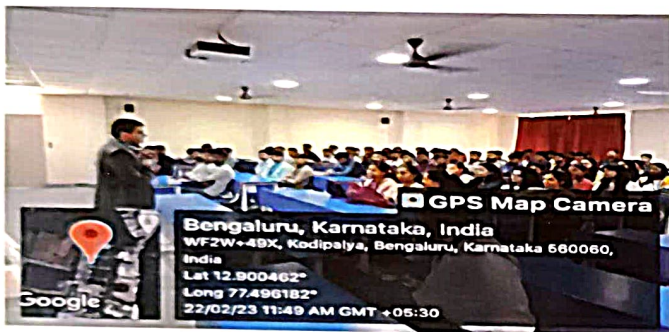 GPS Map Camera
Bengaluru, Karnataka, India
WF2W+49X, Kodipalya, Bengaluru, Karnataka 560060,
India
Lat 12.900462°
Long 77.496182°
22/02/23 11:49 AM GMT +05:30
Google